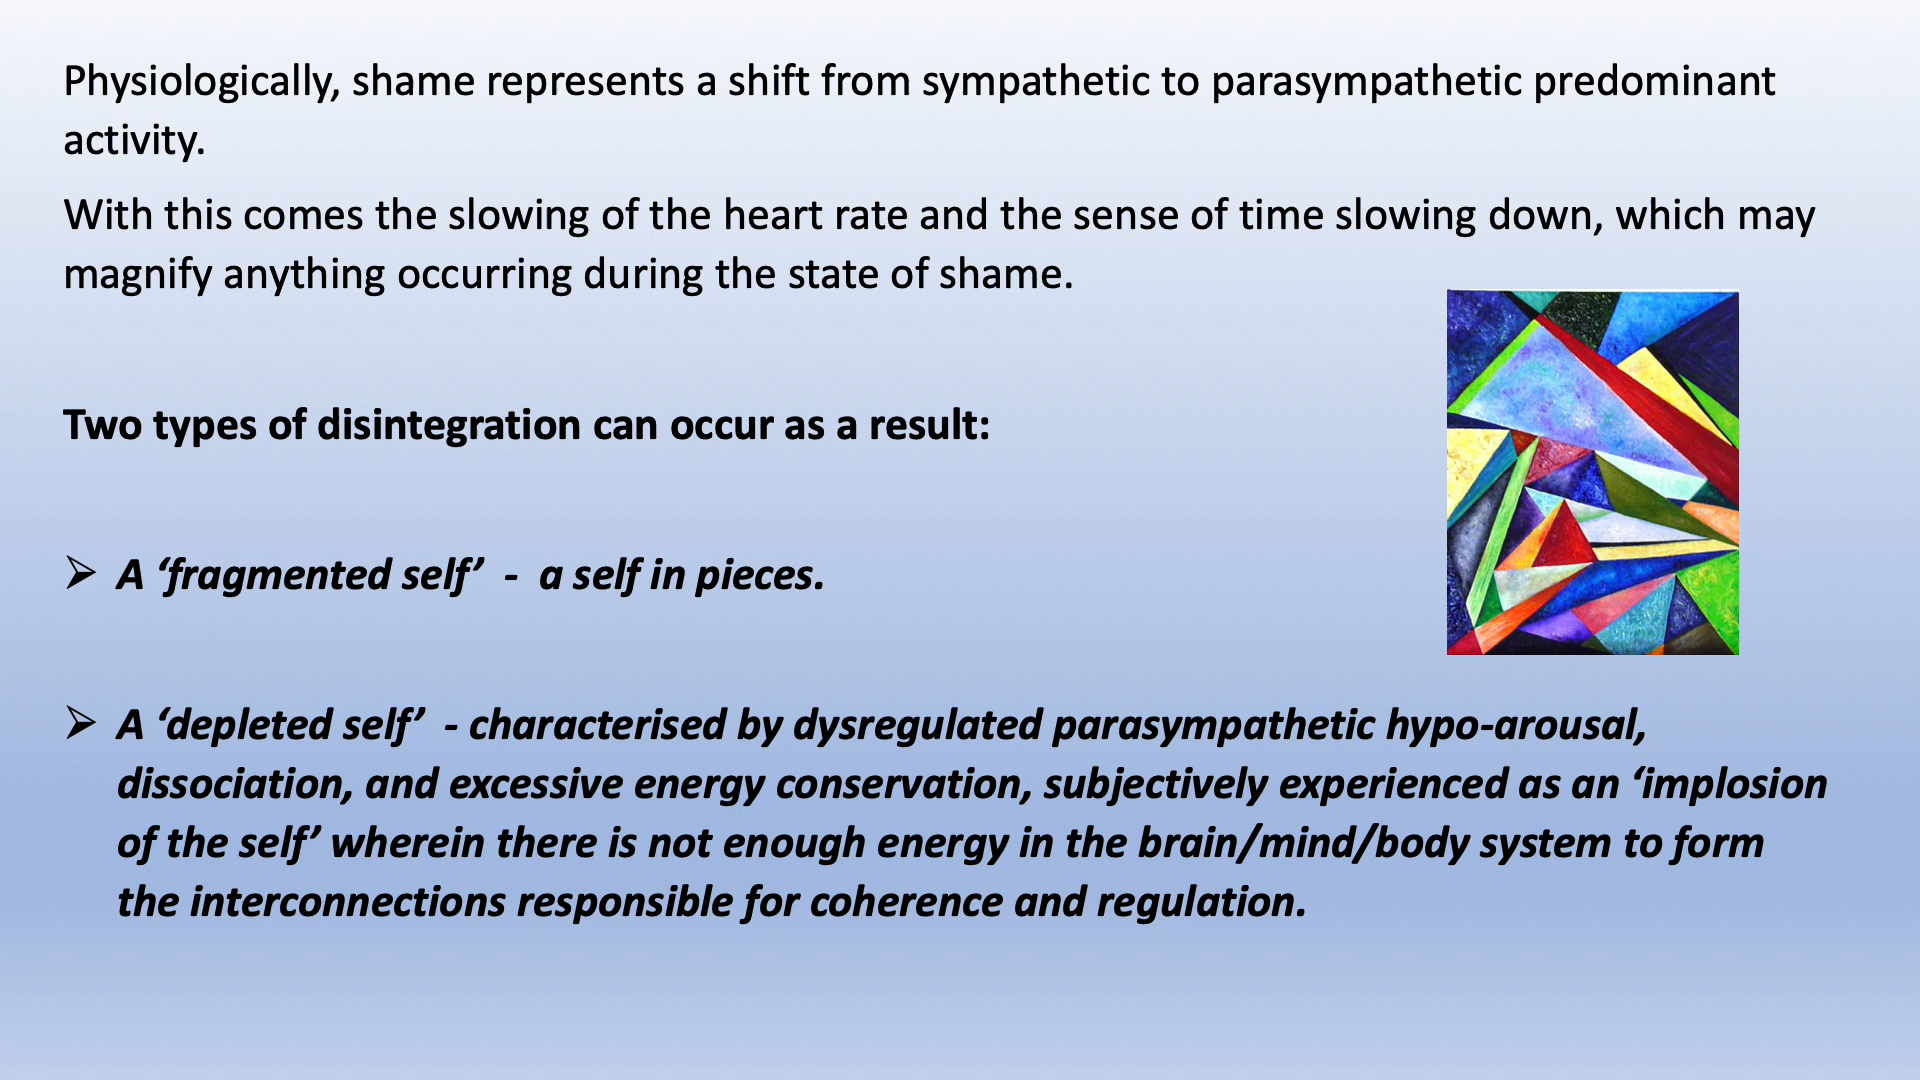 Physiologically, shame represents a shift from sympathetic to parasympathetic predominant
activity.
With this comes the slowing of the heart rate and the sense of time slowing down, which may
magnify anything occurring during the state of shame.
Two types of disintegration can occur as a result:
➢ A ‘fragmented self’ - a self in pieces.
➢ A ‘depleted self’ - characterised by dysregulated parasympathetic hypo-arousal,
dissociation, and excessive energy conservation, subjectively experienced as an ‘implosion
of the self’ wherein there is not enough energy in the brain/mind/body system to form
the interconnections responsible for coherence and regulation.